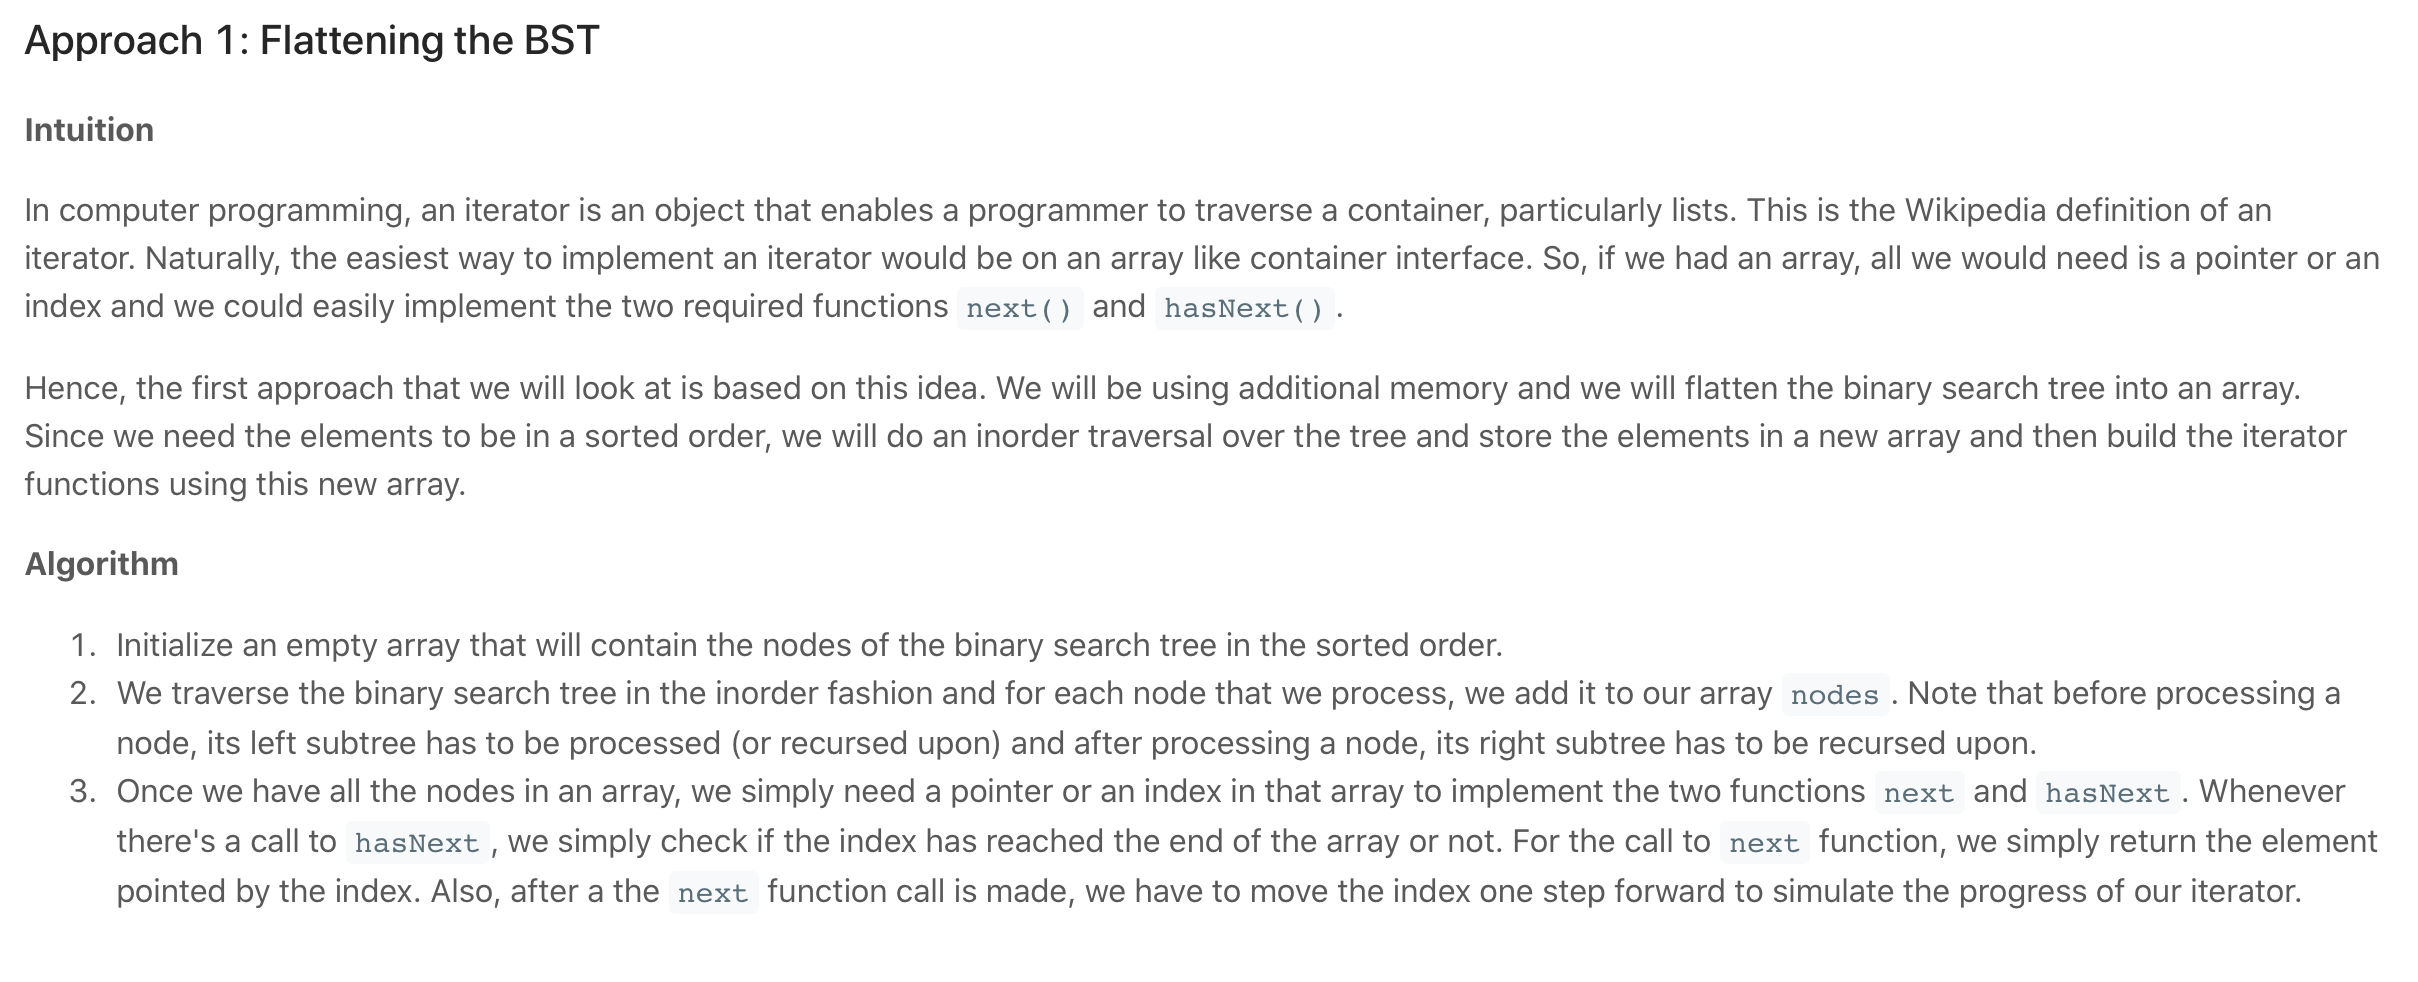 Approach 1: Flattening the BST
Intuition
In computer programming, an iterator is an object that enables a programmer to traverse a container, particularly lists. This is the Wikipedia definition of an
iterator. Naturally, the easiest way to implement an iterator would be on an array like container interface. So, if we had an array, all we would need is a pointer or an
index and we could easily implement the two required functions next() and hasNext().
Hence, the first approach that we will look at is based on this idea. We will be using additional memory and we will flatten the binary search tree into an array.
Since we need the elements to be in a sorted order, we will do an inorder traversal over the tree and store the elements in a new array and then build the iterator
functions using this new array.
Algorithm
1. Initialize an empty array that will contain the nodes of the binary search tree in the sorted order.
2. We traverse the binary search tree in the inorder fashion and for each node that we process, we add it to our array nodes. Note that before processing a
node, its left subtree has to be processed (or recursed upon) and after processing a node, its right subtree has to be recursed upon.
3. Once we have all the nodes in an array, we simply need a pointer or an index in that array to implement the two functions next and hasNext. Whenever
there's a call to hasNext, we simply check if the index has reached the end of the array or not. For the call to next function, we simply return the element
pointed by the index. Also, after a the next function call is made, we have to move the index one step forward to simulate the progress of our iterator.